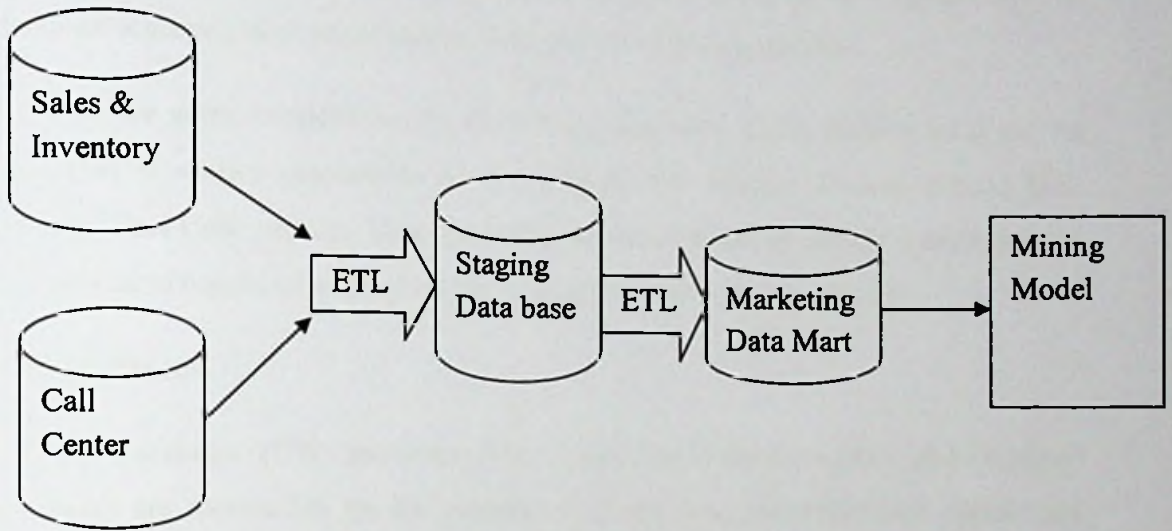 Sales &
Inventory
Call
Center
ETL
Staging
Data base
ETL
Marketing
Data Mart
Mining
Model